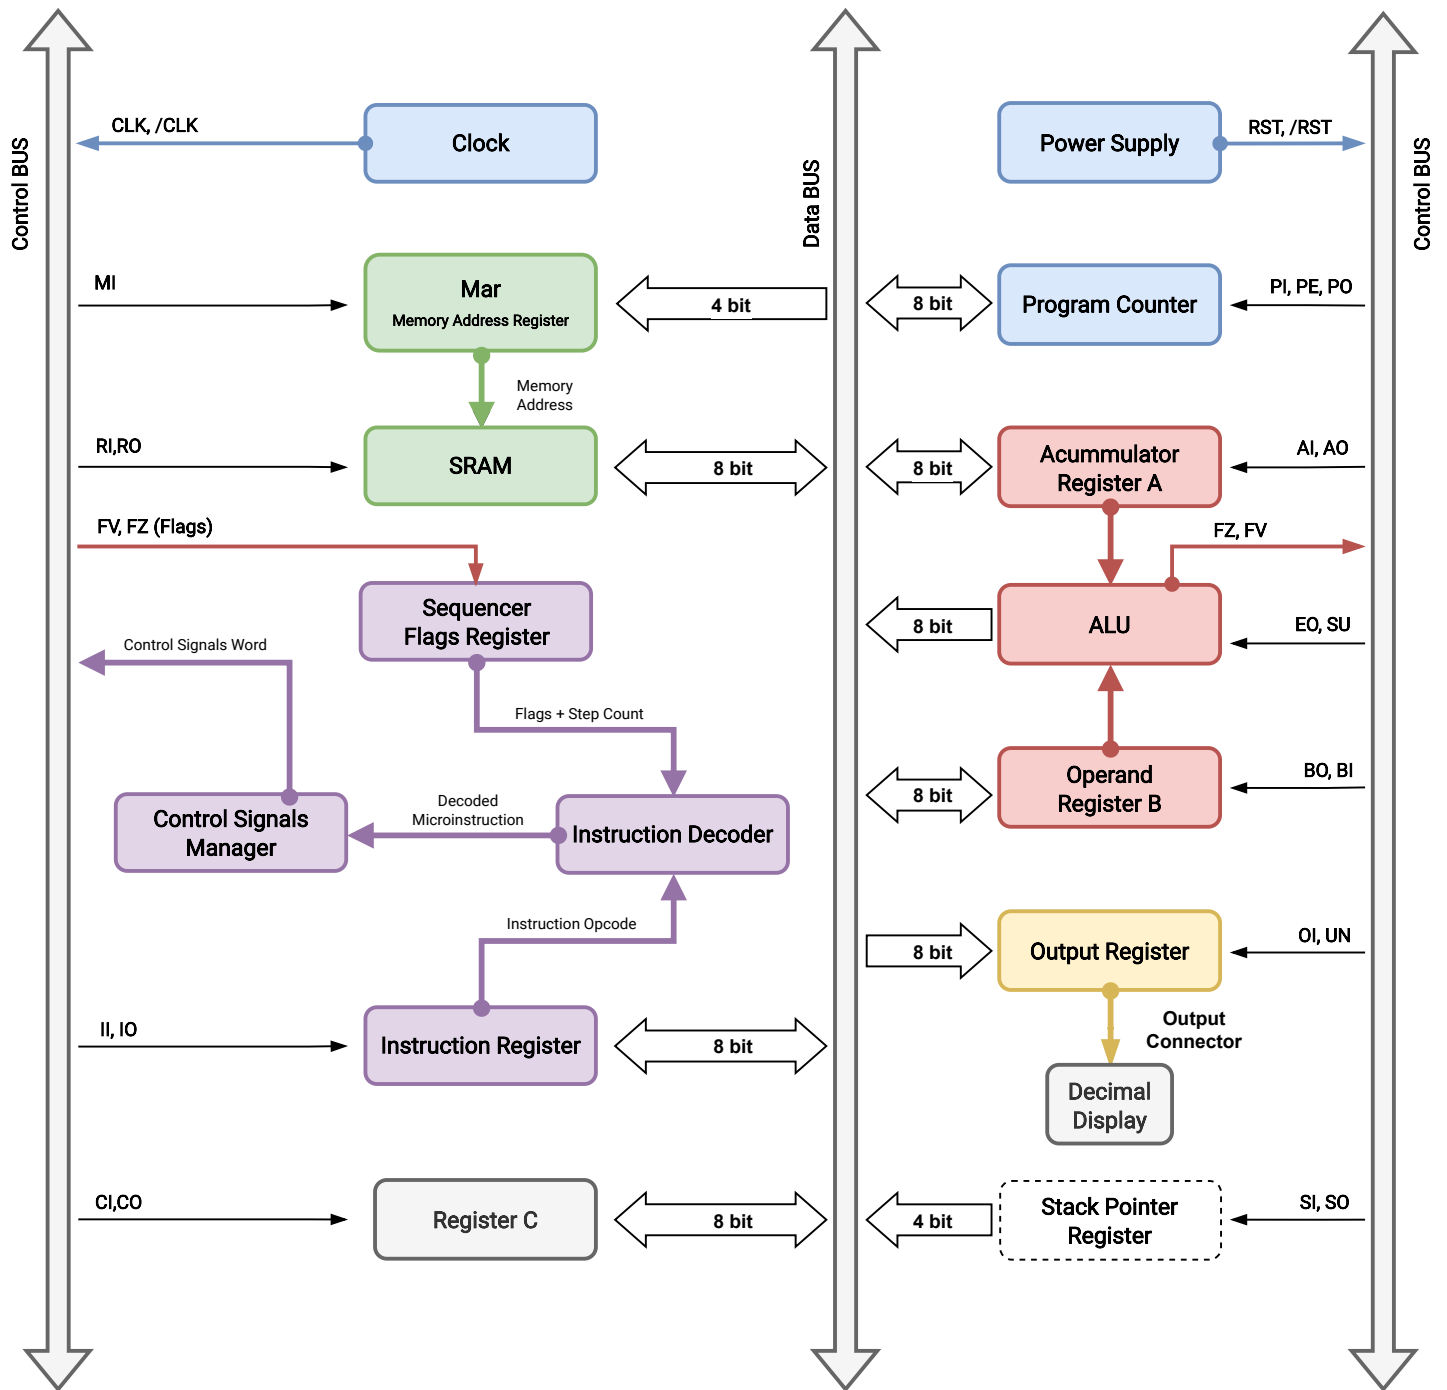 Control BUS
CLK, /CLK
Clock
Data BUS
Power Supply
RST, /RST
Control BUS
MI
Mar
Memory Address Register
4 bit
8 bit
Program Counter
PI, PE, PO
Memory
Address
RI,RO
SRAM
8 bit
8 bit
Acummulator
Register A
AI, AO
FV, FZ (Flags)
FZ, FV
Sequencer
Flags Register
8 bit
ALU
EO, SU
Control Signals Word
Flags + Step Count
Control Signals
Manager
Decoded
Microinstruction
Instruction Decoder
8 bit
Operand
Register B
BO, BI
Instruction Opcode
8 bit
Output Register
OI, UN
II, IO
Instruction Register
8 bit
Output
Connector
Decimal
Display
CI,CO
Register C
8 bit
4 bit
Stack Pointer
Register
SI, SO